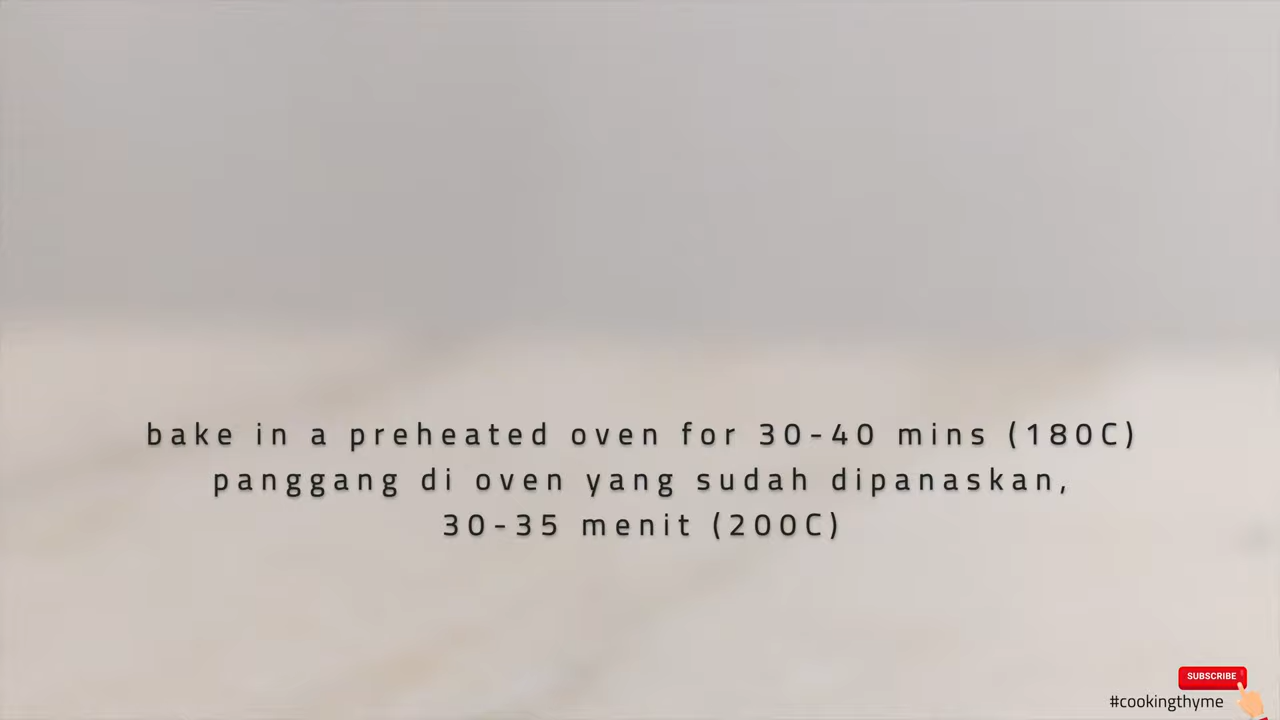 bake in a preheated oven for 30-40 mins (180C)
panggang di oven yang sudah dipanaskan,
30-35 menit (200C)
SUBSCRIBE
#cookingthyme